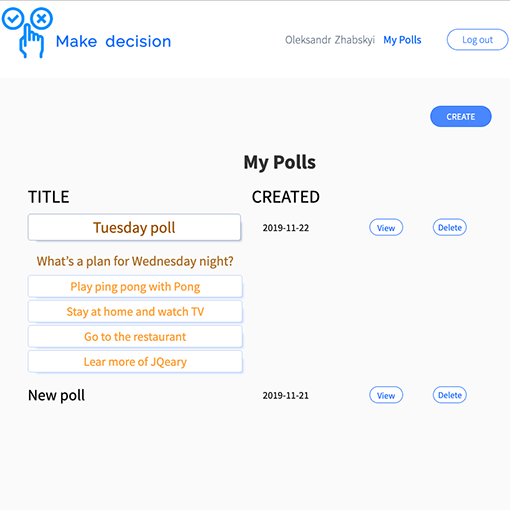 Make decision
Oleksandr Zhabskyi My Polls Log out
CREATE
My Polls
TITLE CREATED
Tuesday poll 2019-11-22 View Delete
What's a plan for Wednesday night?
Play ping pong with Pong
Stay at home and watch TV
Go to the restaurant
Lear more of JQeary
New poll 2019-11-21 View Delete